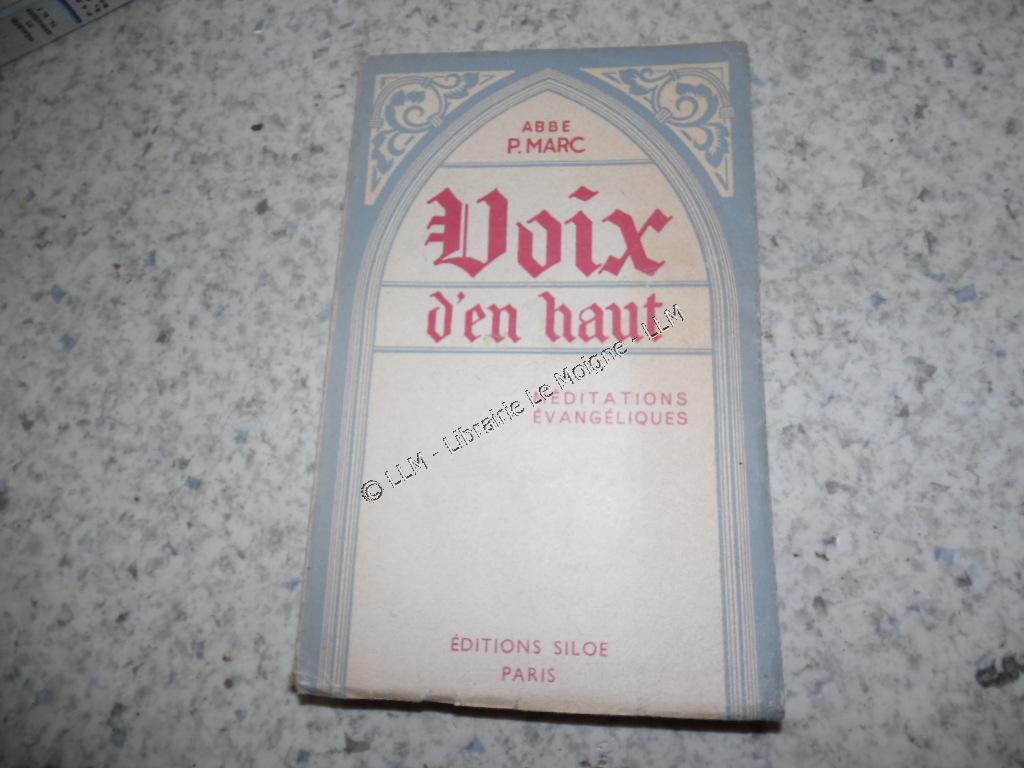 ABBE
P. MARC
Voix
d'en haut
MÉDITATIONS
ÉVANGÉLIQUES
© LLM - Librairie Le Moigne - LLM
ÉDITIONS SILOE
PARIS